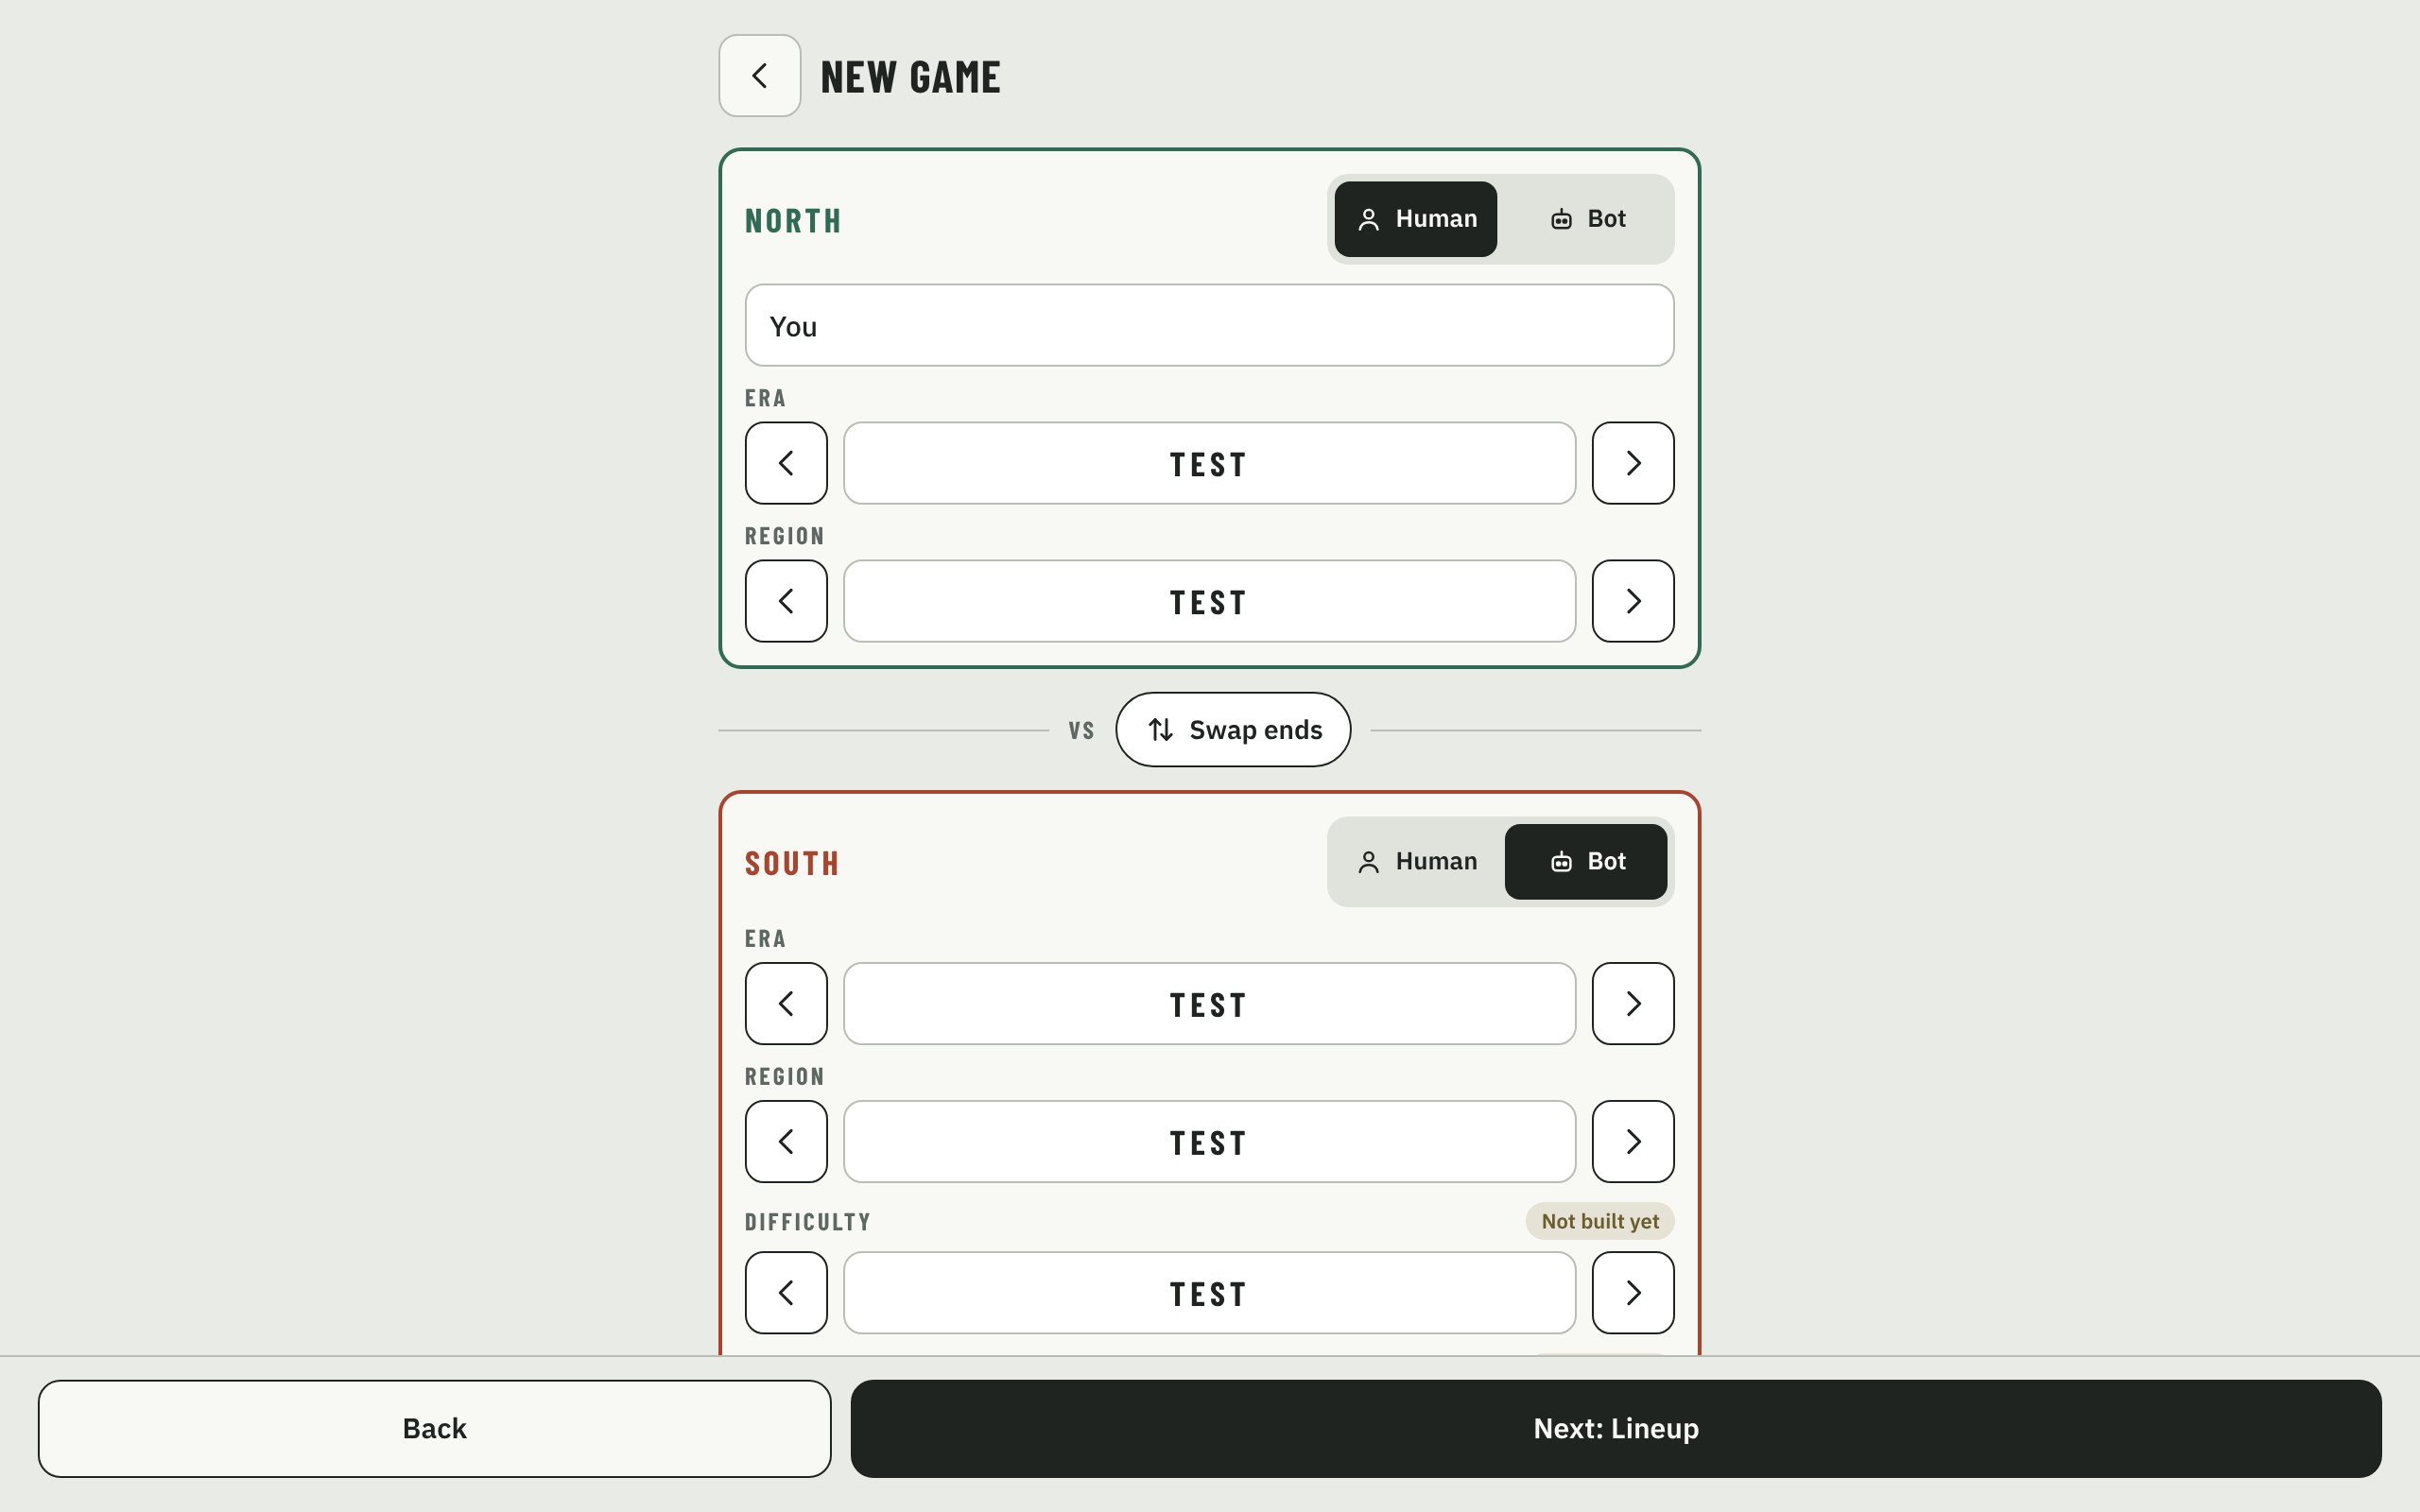 NEW GAME
NORTH
Human
Bot
You
ERA
TEST
REGION
TEST
VS
Swap ends
SOUTH
Human
Bot
ERA
TEST
REGION
TEST
DIFFICULTY
Not built yet
TEST
Back
Next: Lineup